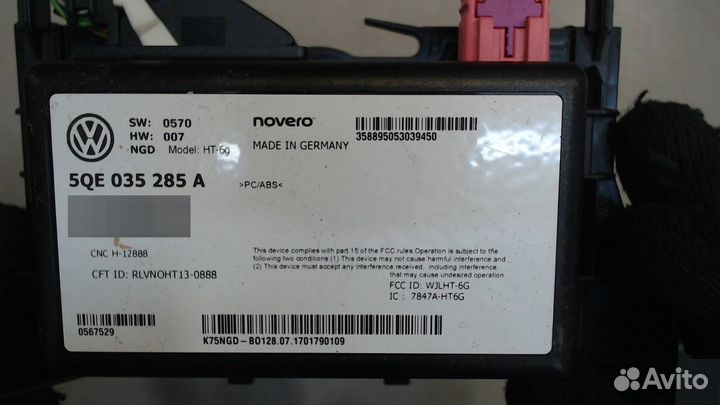 SW: 0570
HW: 007
NGD Model: HT-6g
novero
MADE IN GERMANY
358895053039450
5QE 035 285 A
>PC/ABS<
CNC H-12888
CFT ID: RLVNOHT13-0888
This device complies with part 15 of the FCC rules Operation is subject to the
following two conditions (1) This device may not cause harmful interference,and
(2) This device must accept any interference received, including interference
that may cause undesired operation
FCC ID: WJLHT-6G
IC : 7847A-HT6G
0567529
K75NGD-B0128.07.1701790109
Avito